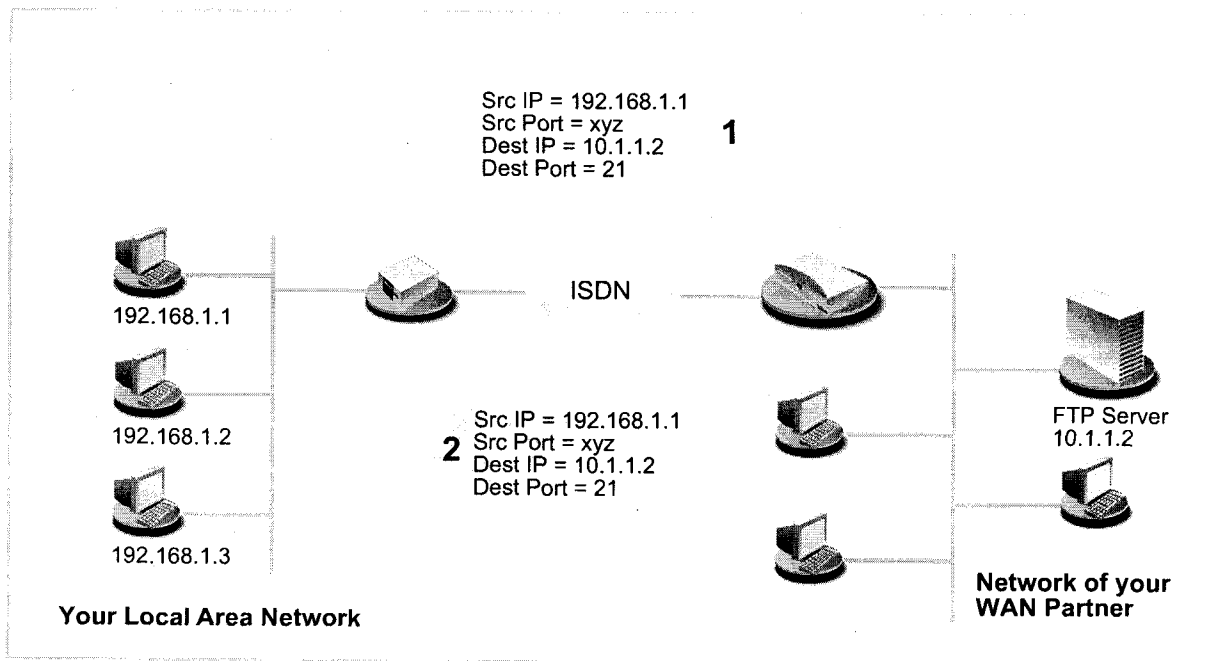 Src IP = 192.168.1.1
Src Port = xyz
Dest IP = 10.1.1.2
Dest Port = 21
1
192.168.1.1
ISDN
192.168.1.2
2
Src IP = 192.168.1.1
Src Port = xyz
Dest IP = 10.1.1.2
Dest Port = 21
FTP Server
10.1.1.2
192.168.1.3
Your Local Area Network
Network of your
WAN Partner